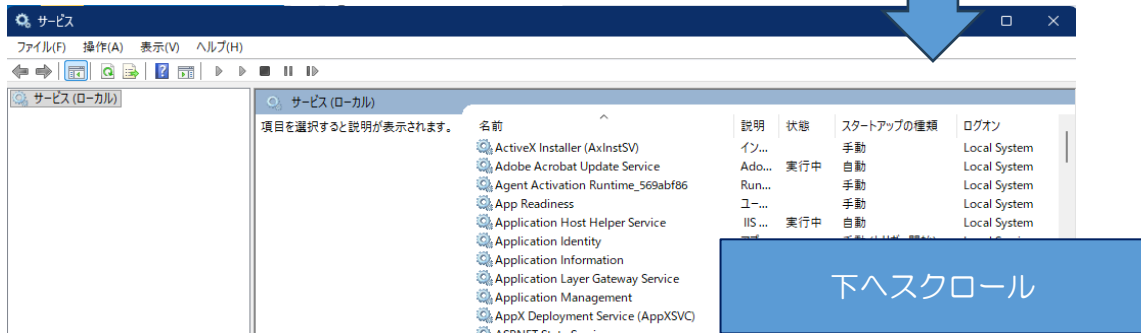 サービス
ファイル(F) 操作(A) 表示(V) ヘルプ(H)
サービス (ローカル)
サービス (ローカル)
項目を選択すると説明が表示されます。
名前 説明 状態 スタートアップの種類 ログオン
ActiveX Installer (AxInstSV) イン... 手動 Local System
Adobe Acrobat Update Service Ado... 実行中 自動 Local System
Agent Activation Runtime_569abf86 Run... 手動 Local System
App Readiness ユー... 手動 Local System
Application Host Helper Service IIS ... 実行中 自動 Local System
Application Identity
Application Information
Application Layer Gateway Service
Application Management
AppX Deployment Service (AppXSVC)
下へスクロール